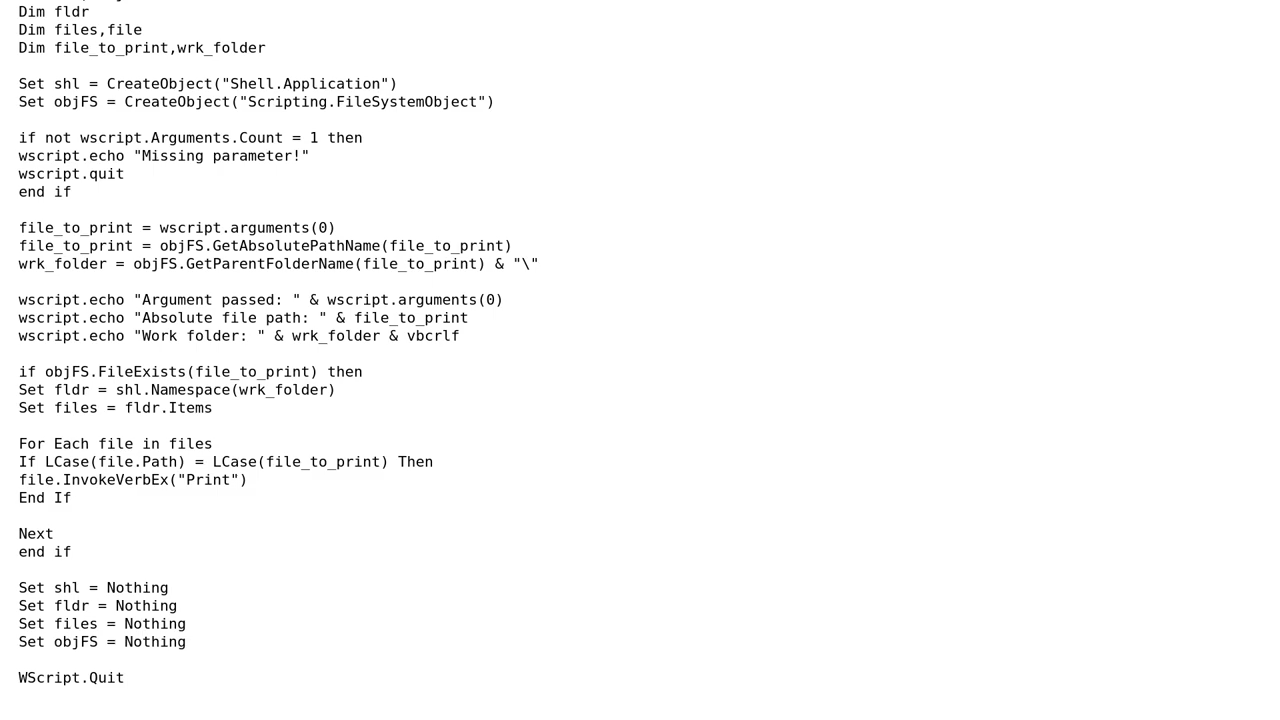 Dim fldr
Dim files,file
Dim file_to_print,wrk_folder
Set shl = CreateObject("Shell.Application")
Set objFS = CreateObject("Scripting.FileSystemObject")
if not wscript.Arguments.Count = 1 then
wscript.echo "Missing parameter!"
wscript.quit
end if
file_to_print = wscript.arguments(0)
file_to_print = objFS.GetAbsolutePathName(file_to_print)
wrk_folder = objFS.GetParentFolderName(file_to_print) & "\"
wscript.echo "Argument passed: " & wscript.arguments(0)
wscript.echo "Absolute file path: " & file_to_print
wscript.echo "Work folder: " & wrk_folder & vbcrlf
if objFS.FileExists(file_to_print) then
Set fldr = shl.Namespace(wrk_folder)
Set files = fldr.Items
For Each file in files
If LCase(file.Path) = LCase(file_to_print) Then
file.InvokeVerbEx("Print")
End If
Next
end if
Set shl = Nothing
Set fldr = Nothing
Set files = Nothing
Set objFS = Nothing
WScript.Quit